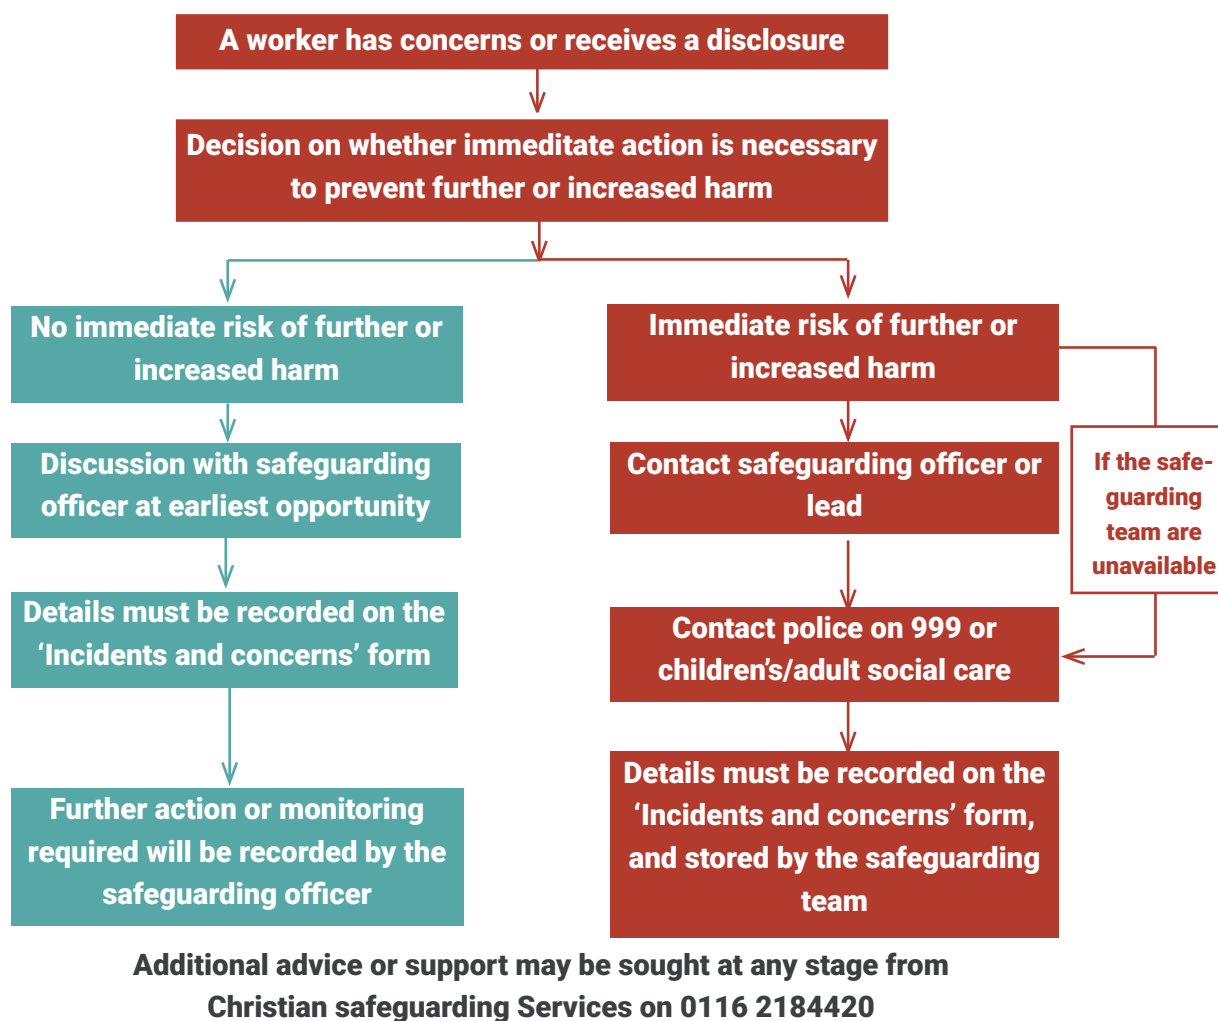 A worker has concerns or receives a disclosure
Decision on whether immeditate action is necessary
to prevent further or increased harm
No immediate risk of further or
increased harm
Discussion with safeguarding
officer at earliest opportunity
Details must be recorded on the
‘Incidents and concerns’ form
Further action or monitoring
required will be recorded by the
safeguarding officer
Immediate risk of further or
increased harm
Contact safeguarding officer or
lead
If the safe-
guarding
team are
unavailable
Contact police on 999 or
children’s/adult social care
Details must be recorded on the
‘Incidents and concerns’ form,
and stored by the safeguarding
team
Additional advice or support may be sought at any stage from
Christian safeguarding Services on 0116 2184420